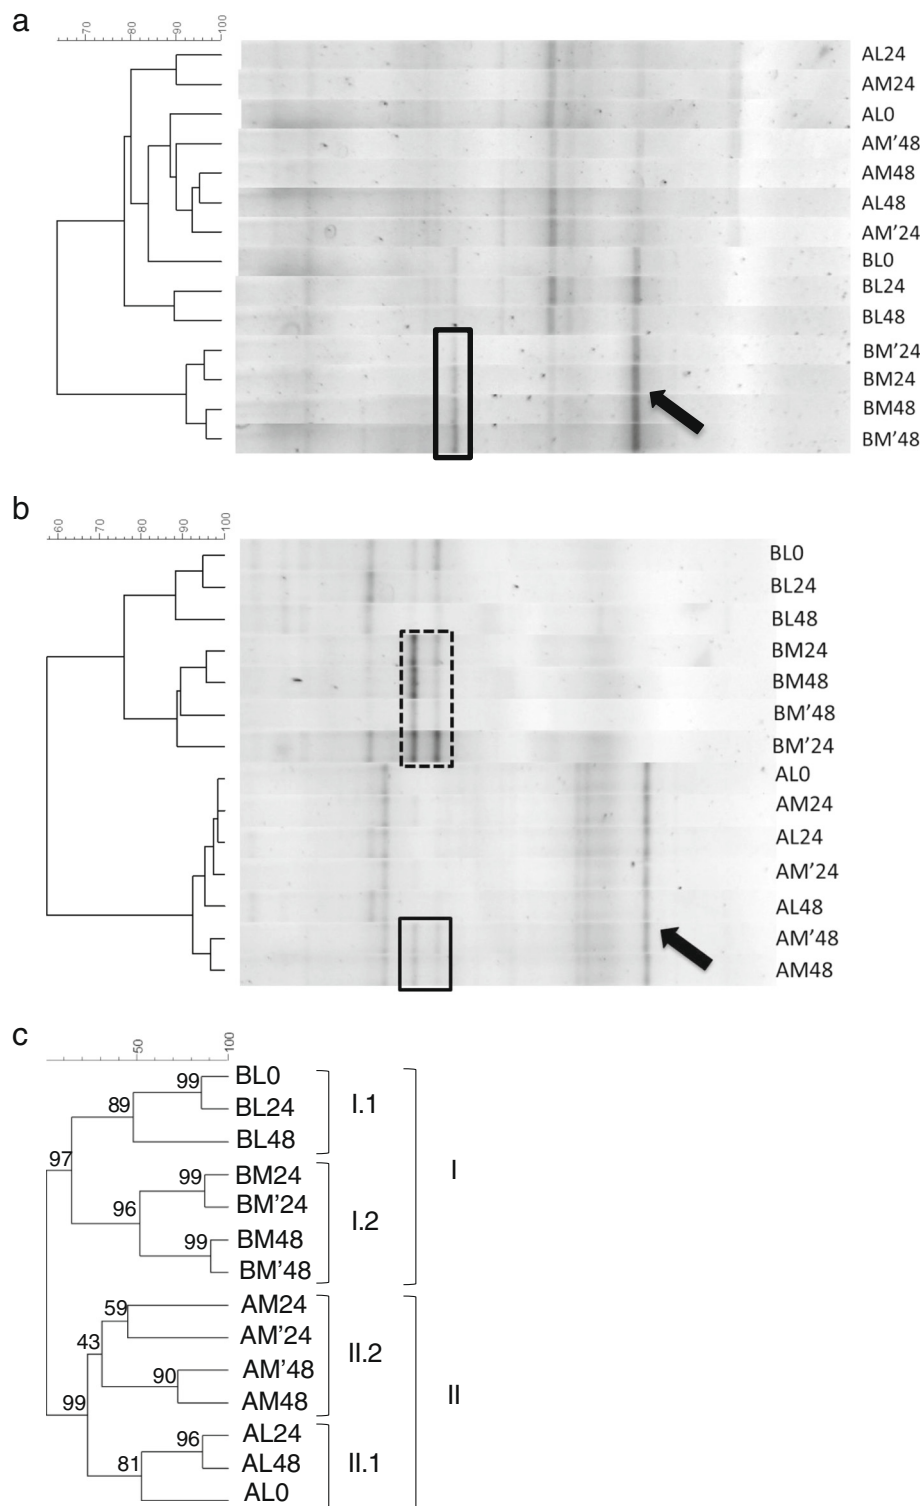 a
70 80 90 100
AL24
AM24
AL0
AM'48
AM48
AL48
AM'24
BL0
BL24
BL48
BM'24
BM24
BM48
BM'48
b
60 70 80 90 100
BL0
BL24
BL48
BM24
BM48
BM'48
BM'24
AL0
AM24
AL24
AM'24
AL48
AM'48
AM48
c
50 100
99 BL0
BL24
89 I.1
BL48
97 I
99 BM24
BM'24
96 I.2
99 BM48
BM'48
59 AM24
AM'24
43 II.2
90 AM'48
AM48
99 II
96 AL24
AL48
81 II.1
AL0